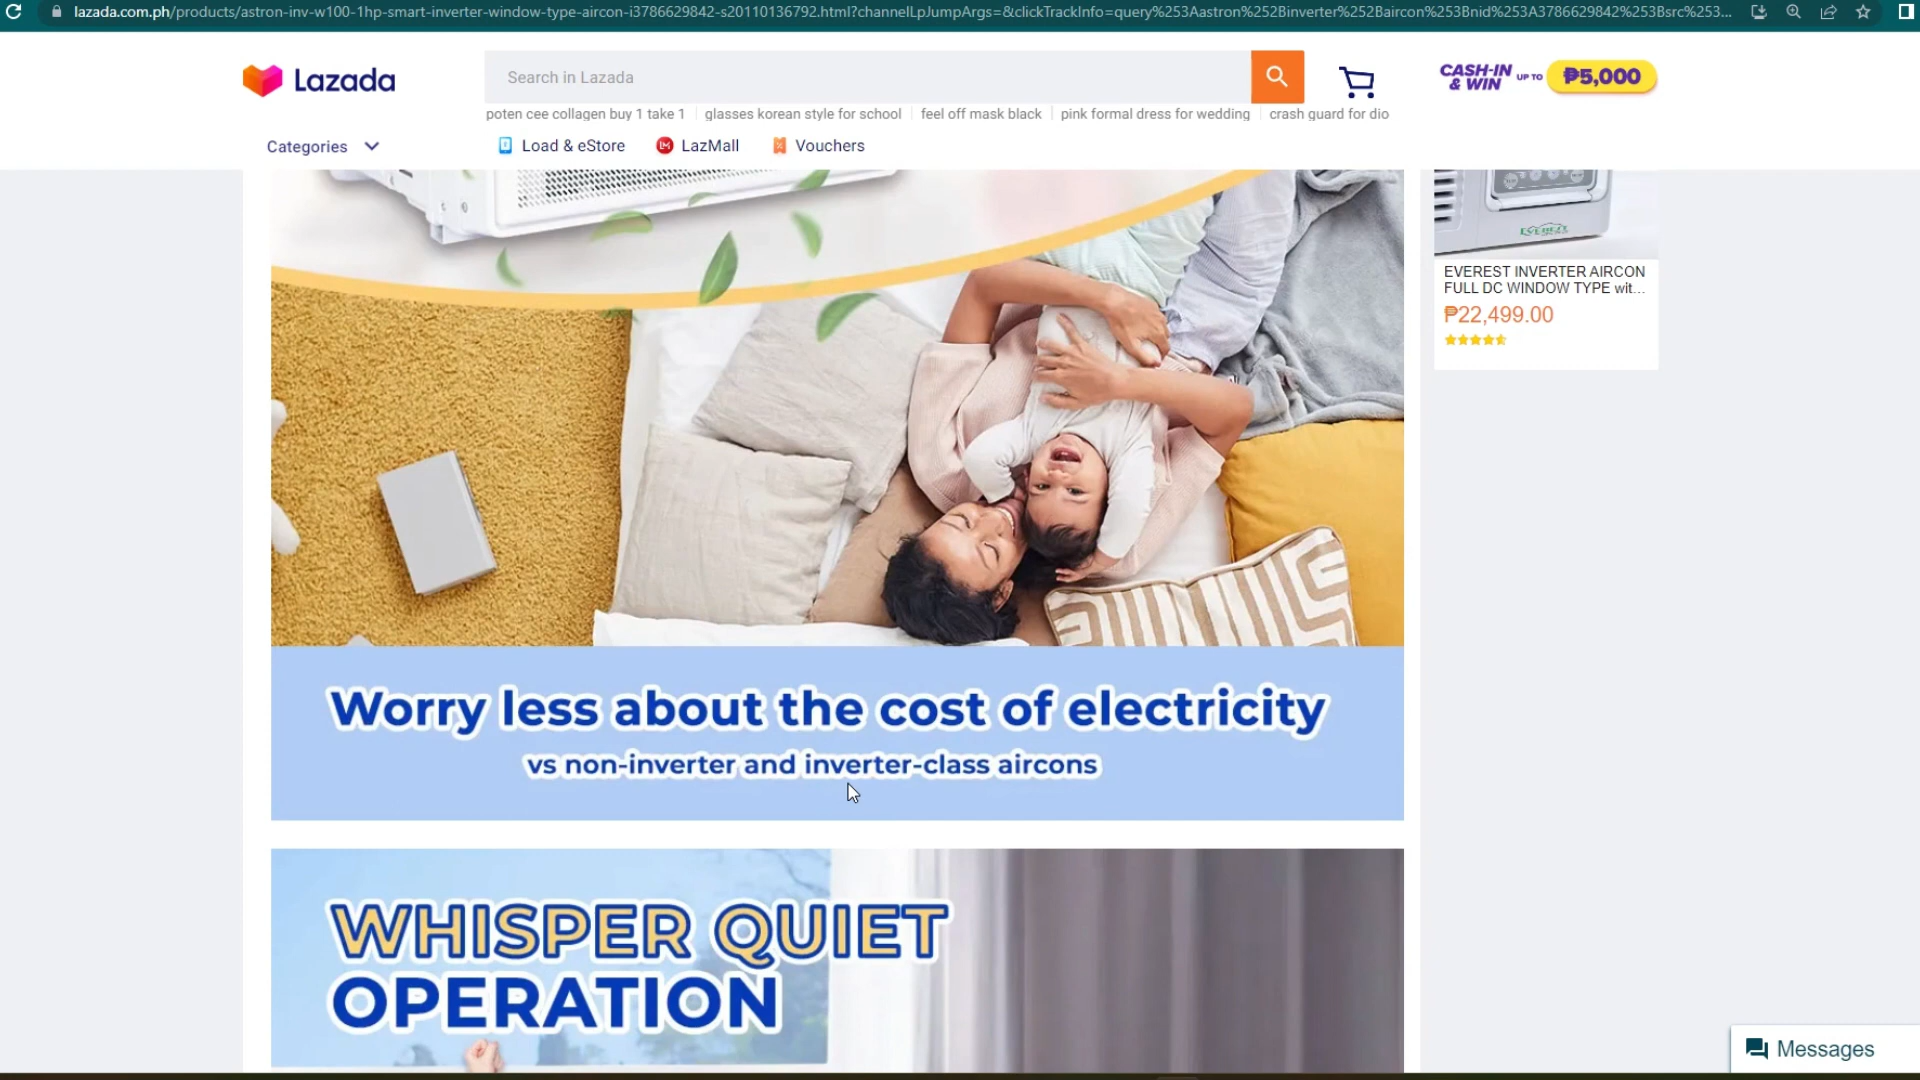 lazada.com.ph/products/astron-inv-w100-1hp-smart-inverter-window-type-aircon-i3786629842-s20110136792.html?channelLpJumpArgs=&clickTrackInfo=query%253Aastron%252Binverter%252Baircon%253Bnid%253A3786629842%253Bsrc%253...
Lazada
Search in Lazada
CASH-IN & WIN UP TO ₱5,000
poten cee collagen buy 1 take 1 glasses korean style for school feel off mask black pink formal dress for wedding crash guard for dio
Categories
Load & eStore LazMall Vouchers
EVEREST
EVEREST INVERTER AIRCON
FULL DC WINDOW TYPE wit...
₱22,499.00
Worry less about the cost of electricity
vs non-inverter and inverter-class aircons
WHISPER QUIET
OPERATION
Messages